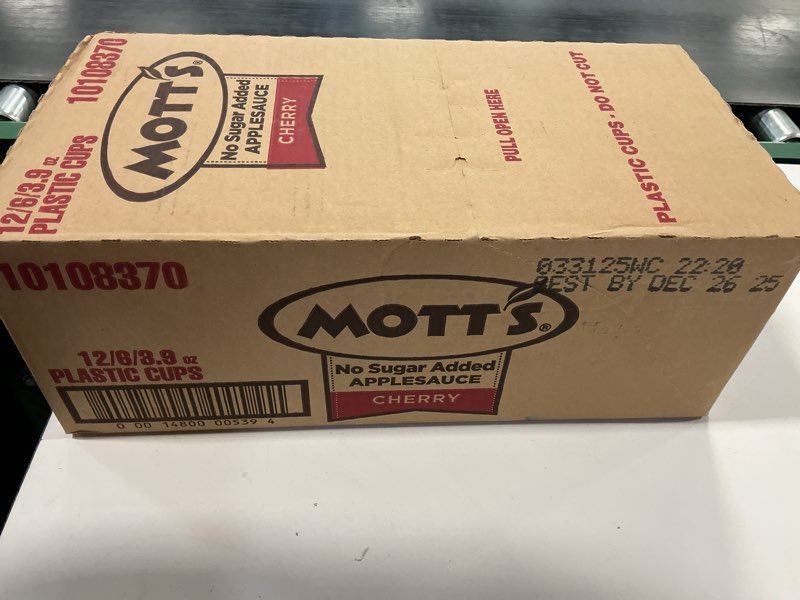 10108370
12/6/3.9 oz
PLASTIC CUPS
MOTT'S®
No Sugar Added
APPLESAUCE
CHERRY
PULL OPEN HERE
PLASTIC CUPS - DO NOT CUT
10108370
12/6/3.9 oz
PLASTIC CUPS
0 00 14800 00539 4
MOTT'S®
No Sugar Added
APPLESAUCE
CHERRY
033125WC 22:20
BEST BY DEC 26 25